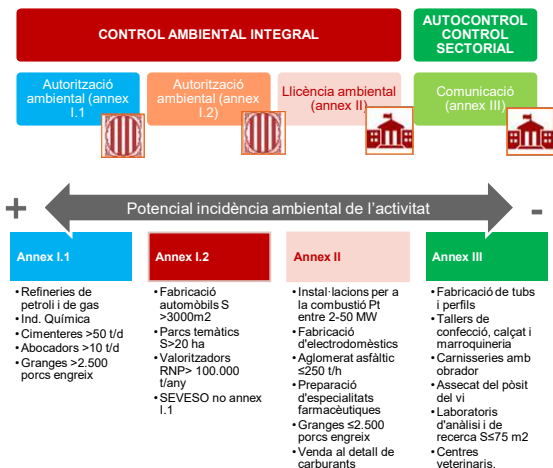 CONTROL AMBIENTAL INTEGRAL
AUTOCONTROL
CONTROL
SECTORIAL
Autorització
ambiental (annex
I.1
Autorització
ambiental (annex
I.2)
Llicència ambiental
(annex II)
Comunicació
(annex III)
+
Potencial incidència ambiental de l'activitat
-
Annex I.1
• Refineries de
petroli i de gas
• Ind. Química
• Cimenteres >50 t/d
• Abocadors >10 t/d
• Granges >2.500
porcs engreix
Annex I.2
• Fabricació
automòbils S
>3000m2
• Parcs temàtics
S>20 ha
• Valoritzadors
RNP> 100.000
t/any
• SEVESO no annex
I.1
Annex II
• Instal·lacions per a
la combustió Pt
entre 2-50 MW
• Fabricació
d'electrodomèstics
• Aglomerat asfàltic
≤250 t/h
• Preparació
d'especialitats
farmacèutiques
• Granges ≤2.500
porcs engreix
• Venda al detall de
carburants
Annex III
• Fabricació de tubs
i perfils
• Tallers de
confecció, calçat i
marroquineria
• Carnisseries amb
obrador
• Assecat del pòsit
del vi
• Laboratoris
d'anàlisi i de
recerca S≤75 m2
• Centres
veterinaris.